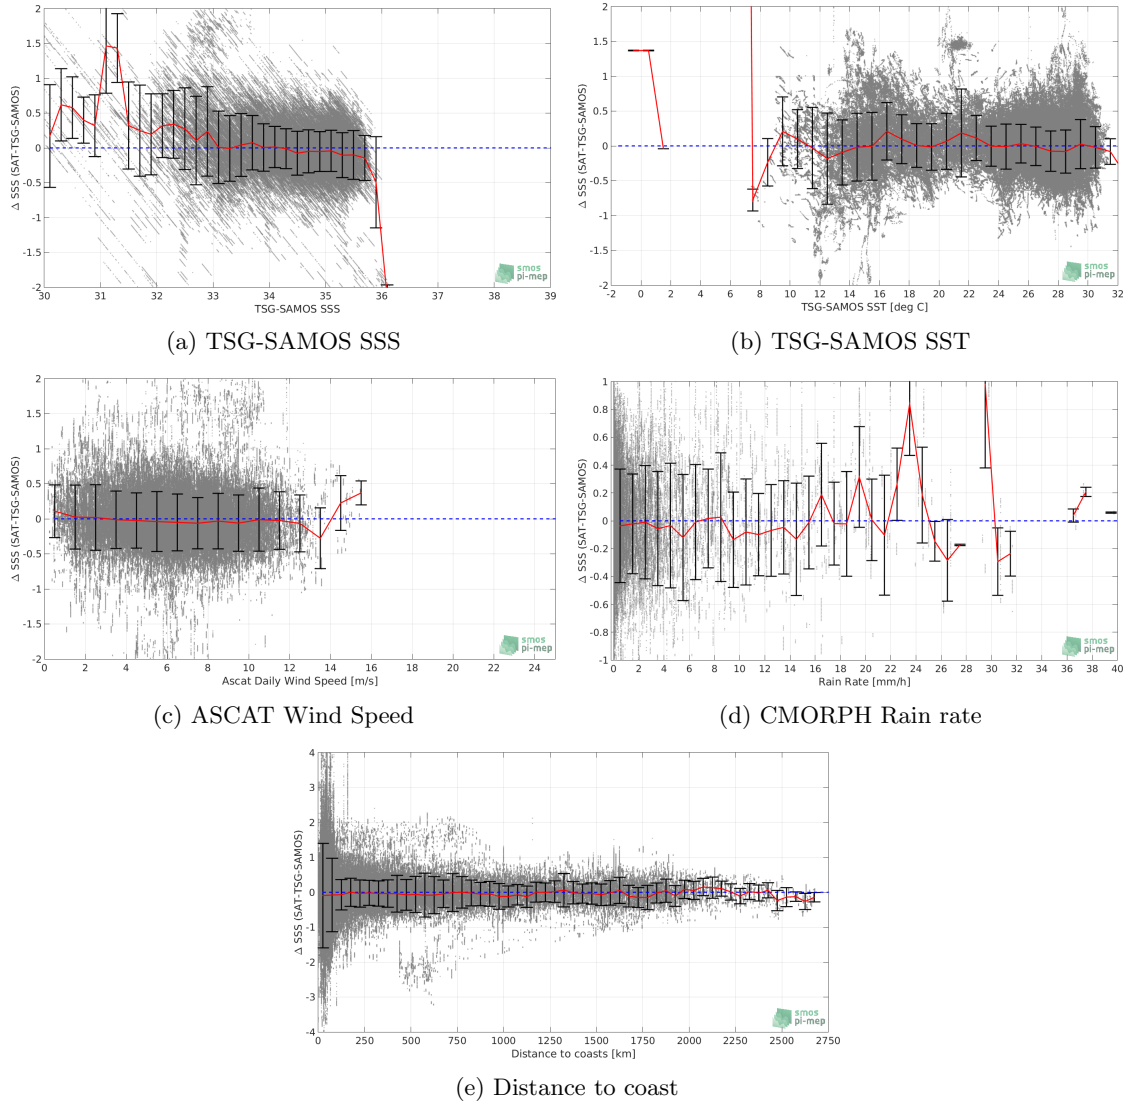 2
1.5
1
0.5
0
-0.5
-1
-1.5
-2
Δ SSS (SAT-TSG-SAMOS)
30 31 32 33 34 35 36 37 38 39
TSG-SAMOS SSS
smos
pi-mep
(a) TSG-SAMOS SSS
2
1.5
1
0.5
0
-0.5
-1
-1.5
-2
Δ SSS (SAT-TSG-SAMOS)
-2 0 2 4 6 8 10 12 14 16 18 20 22 24 26 28 30 32
TSG-SAMOS SST [deg C]
smos
pi-mep
(b) TSG-SAMOS SST
2
1.5
1
0.5
0
-0.5
-1
-1.5
-2
Δ SSS (SAT-TSG-SAMOS)
0 2 4 6 8 10 12 14 16 18 20 22 24
Ascat Daily Wind Speed [m/s]
smos
pi-mep
(c) ASCAT Wind Speed
1
0.8
0.6
0.4
0.2
0
-0.2
-0.4
-0.6
-0.8
-1
Δ SSS (SAT-TSG-SAMOS)
0 2 4 6 8 10 12 14 16 18 20 22 24 26 28 30 32 34 36 38 40
Rain Rate [mm/h]
smos
pi-mep
(d) CMORPH Rain rate
4
3
2
1
0
-1
-2
-3
-4
Δ SSS (SAT-TSG-SAMOS)
0 250 500 750 1000 1250 1500 1750 2000 2250 2500 2750
Distance to coasts [km]
smos
pi-mep
(e) Distance to coast